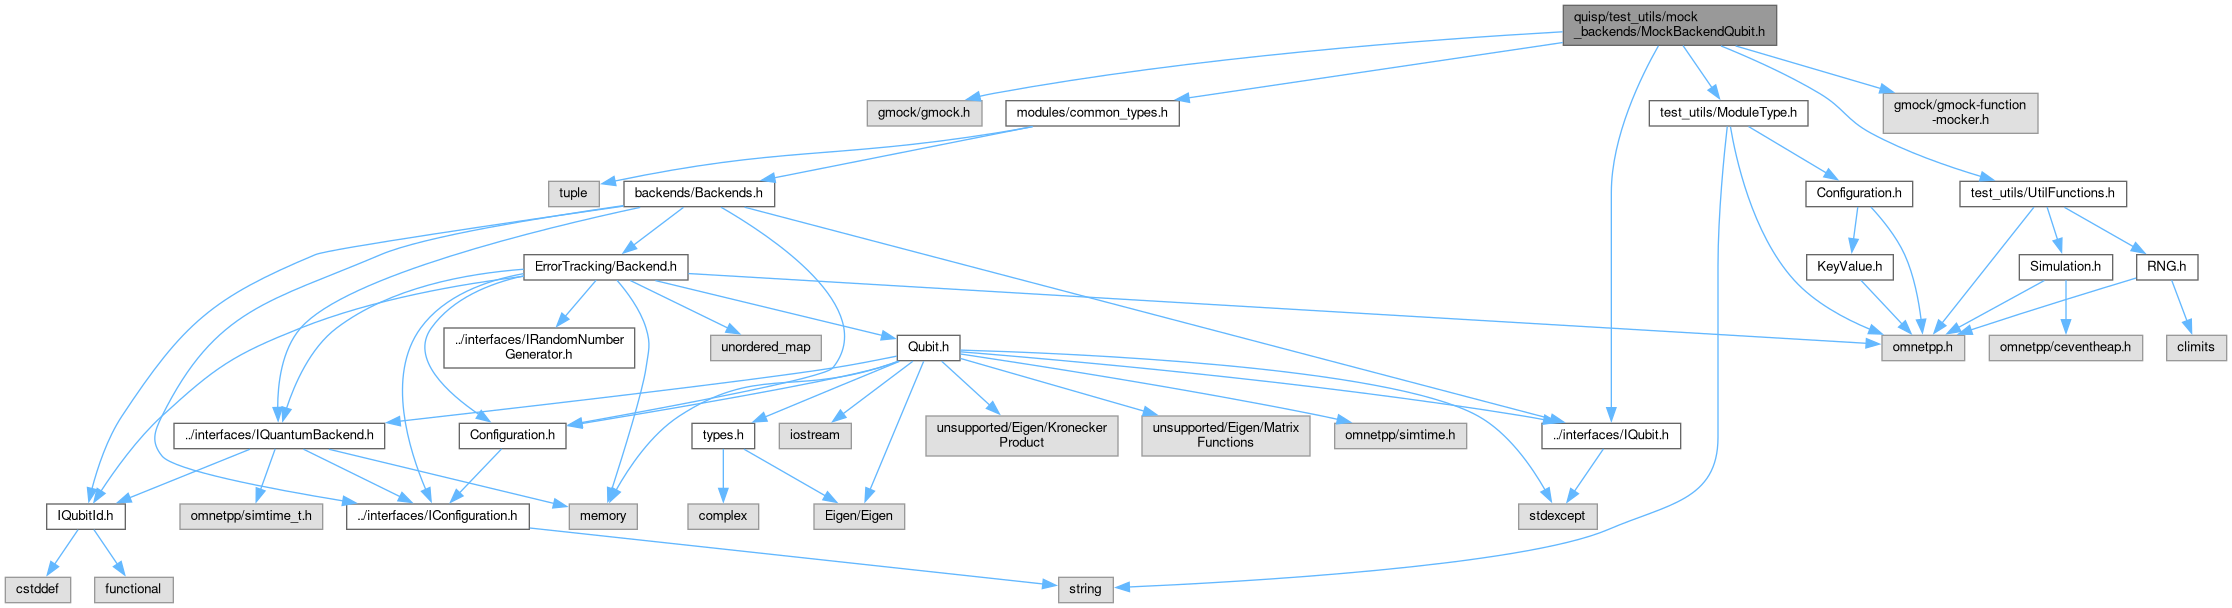 quisp/test_utils/mock
_backends/MockBackendQubit.h
gmock/gmock.h
modules/common_types.h
test_utils/ModuleType.h
gmock/gmock-function
-mocker.h
tuple
backends/Backends.h
Configuration.h
test_utils/UtilFunctions.h
ErrorTracking/Backend.h
KeyValue.h
Simulation.h
RNG.h
../interfaces/IRandomNumber
Generator.h
unordered_map
Qubit.h
omnetpp.h
omnetpp/ceventheap.h
climits
../interfaces/IQuantumBackend.h
Configuration.h
types.h
iostream
unsupported/Eigen/Kronecker
Product
unsupported/Eigen/Matrix
Functions
omnetpp/simtime.h
../interfaces/IQubit.h
IQubitId.h
omnetpp/simtime_t.h
../interfaces/IConfiguration.h
memory
complex
Eigen/Eigen
stdexcept
cstddef
functional
string